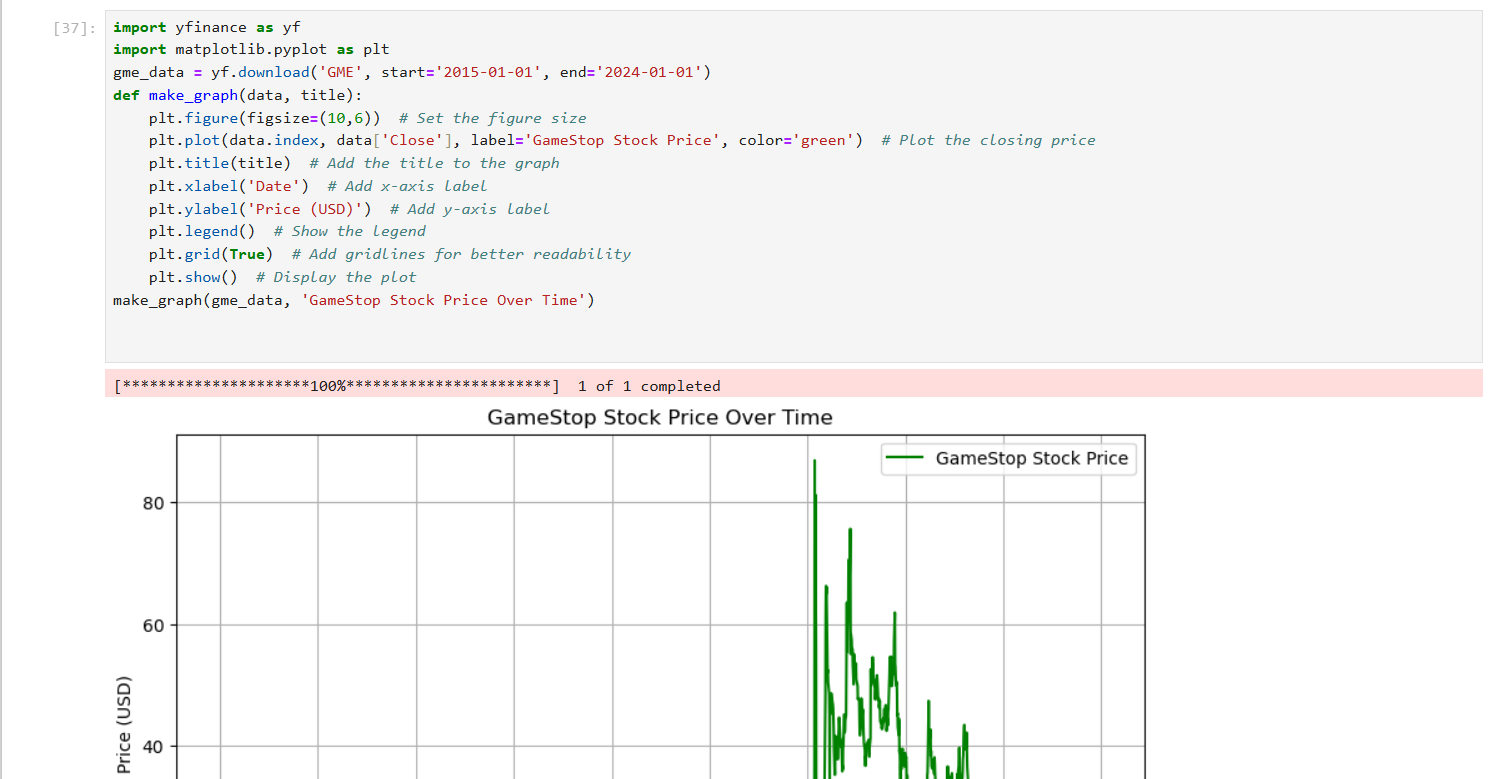 [37]:
import yfinance as yf
import matplotlib.pyplot as plt
gme_data = yf.download('GME', start='2015-01-01', end='2024-01-01')
def make_graph(data, title):
    plt.figure(figsize=(10,6))  # Set the figure size
    plt.plot(data.index, data['Close'], label='GameStop Stock Price', color='green')  # Plot the closing price
    plt.title(title)  # Add the title to the graph
    plt.xlabel('Date')  # Add x-axis label
    plt.ylabel('Price (USD)')  # Add y-axis label
    plt.legend()  # Show the legend
    plt.grid(True)  # Add gridlines for better readability
    plt.show()  # Display the plot
make_graph(gme_data, 'GameStop Stock Price Over Time')
[*********************100%***********************]  1 of 1 completed
GameStop Stock Price Over Time
GameStop Stock Price
80
60
Price (USD)
40